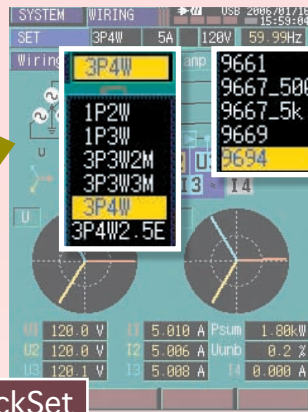 SYSTEM WIRING USB 2006/01/16
15:59:04
SET 3P4W 5A 120V 59.99Hz
Wiring amp
3P4W
1P2W
1P3W
3P3W2M
3P3W3M
3P4W
3P4W2.5E
9661
9667_500
9667_5k
9669
9694
U
I3 I4
U
U1 120.0 V I1 5.010 A Psum 1.80kW
U2 120.0 V I2 5.006 A Uunb 0.2 %
U3 120.1 V I3 5.008 A I4 0.000 A
ckSet